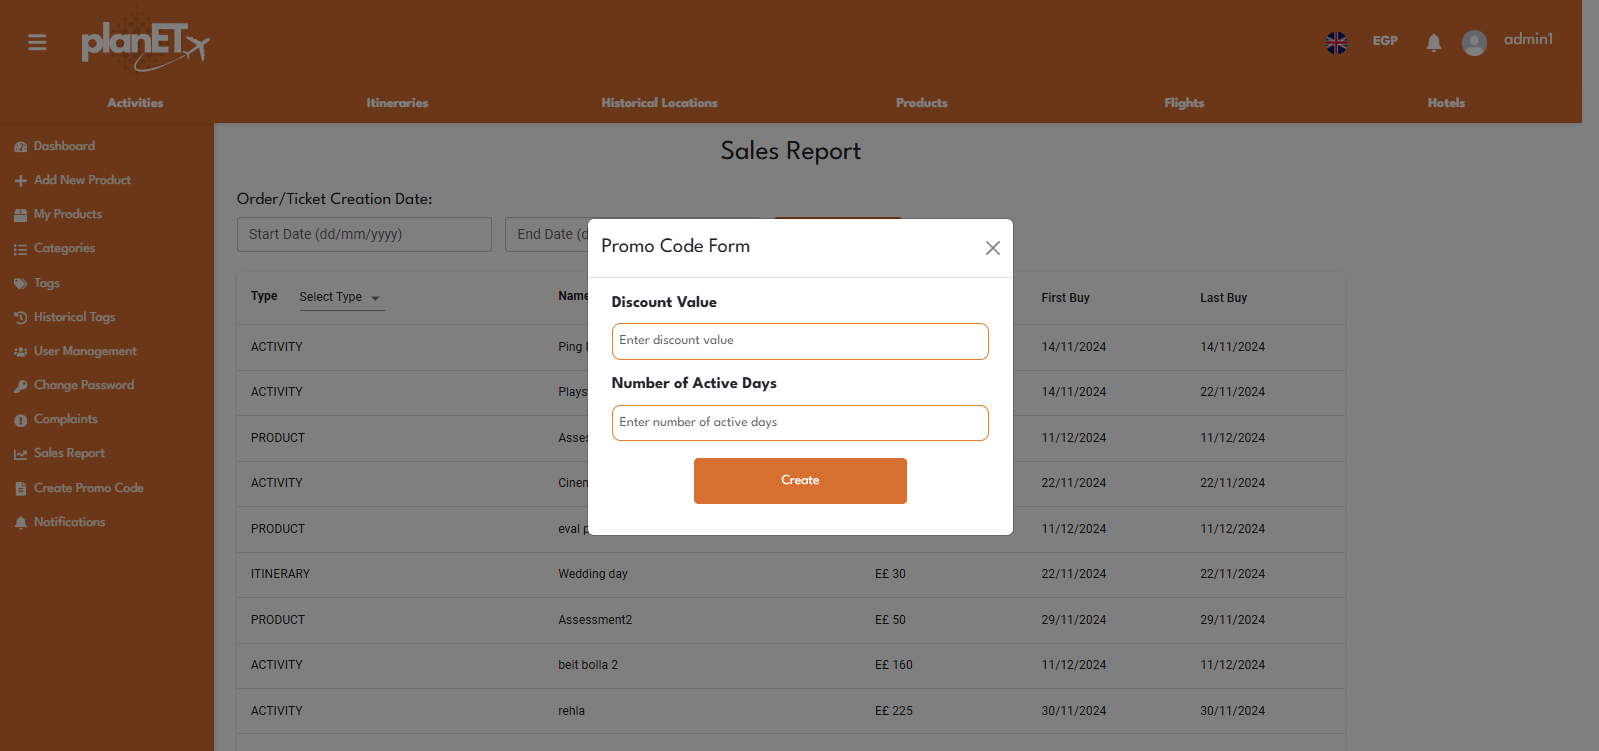 planET
EGP
admin1
Activities
Itineraries
Historical Locations
Products
Flights
Hotels
Dashboard
Add New Product
My Products
Categories
Tags
Historical Tags
User Management
Change Password
Complaints
Sales Report
Create Promo Code
Notifications
Sales Report
Order/Ticket Creation Date:
Start Date (dd/mm/yyyy)
End Date (d
Promo Code Form
Discount Value
Enter discount value
Number of Active Days
Enter number of active days
Create
Type Select Type Name First Buy Last Buy
ACTIVITY Ping 14/11/2024 14/11/2024
ACTIVITY Plays 14/11/2024 22/11/2024
PRODUCT Asses 11/12/2024 11/12/2024
ACTIVITY Cinen 22/11/2024 22/11/2024
PRODUCT eval p 11/12/2024 11/12/2024
ITINERARY Wedding day E£ 30 22/11/2024 22/11/2024
PRODUCT Assessment2 E£ 50 29/11/2024 29/11/2024
ACTIVITY beit bolla 2 E£ 160 11/12/2024 11/12/2024
ACTIVITY rehla E£ 225 30/11/2024 30/11/2024